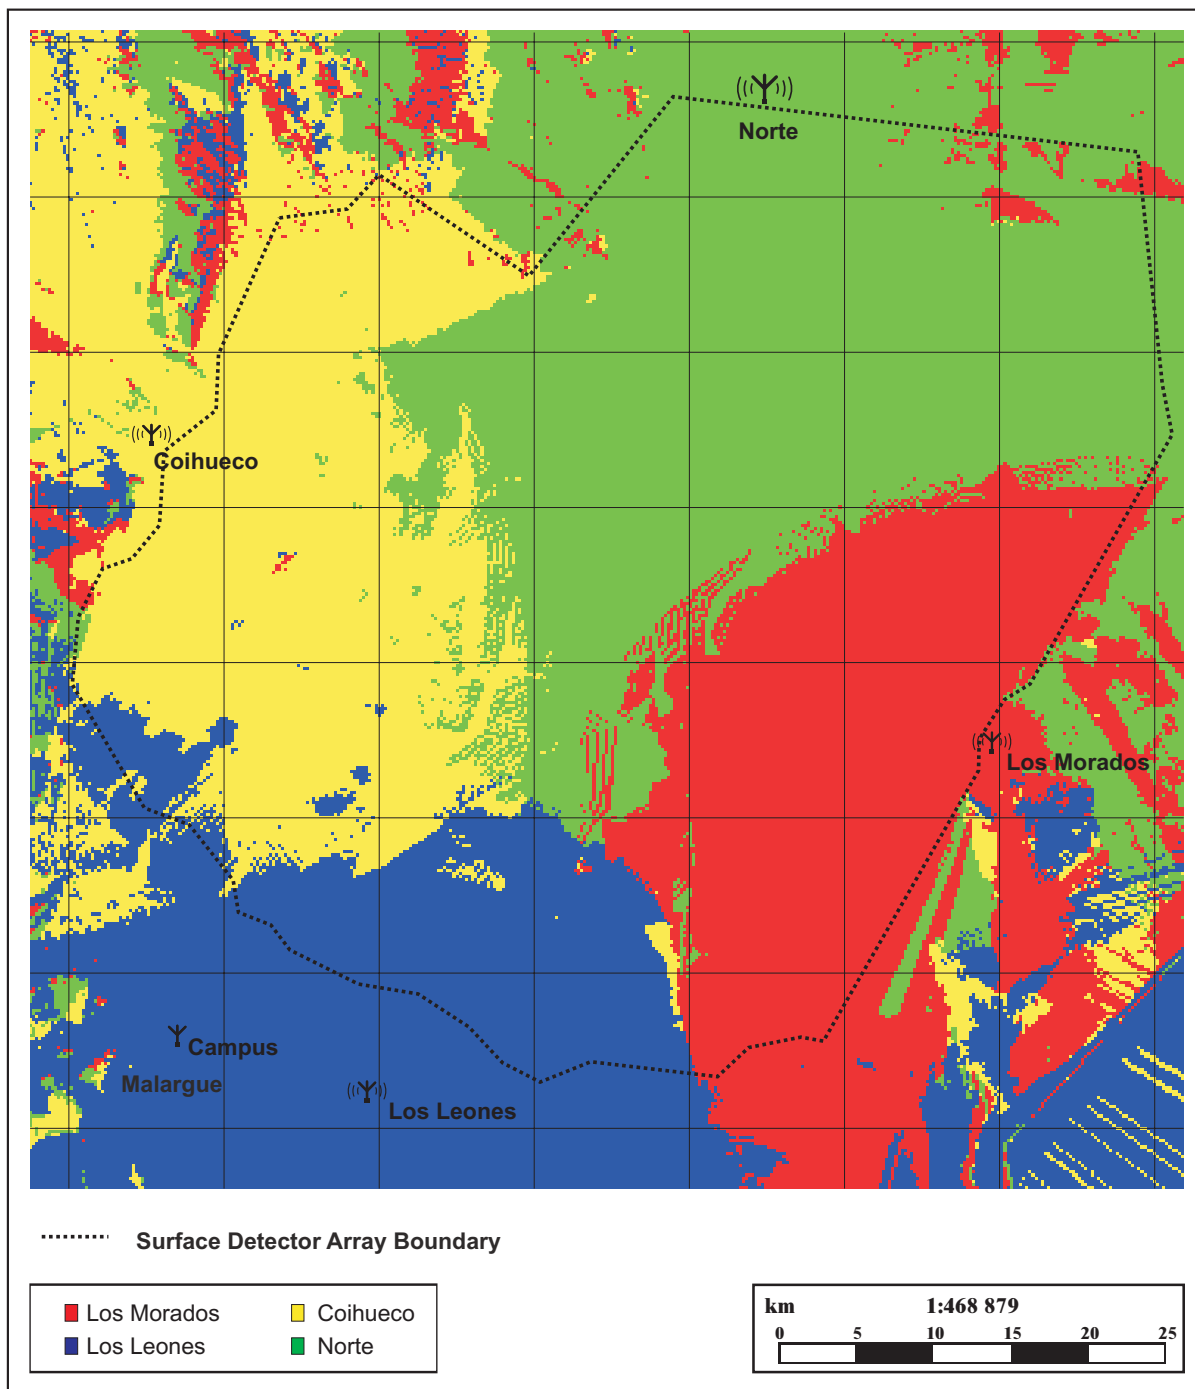 Norte
Coihueco
Los Morados
Campus
Malargue
Los Leones
Surface Detector Array Boundary
Los Morados
Coihueco
Los Leones
Norte
km 1:468 879
0 5 10 15 20 25